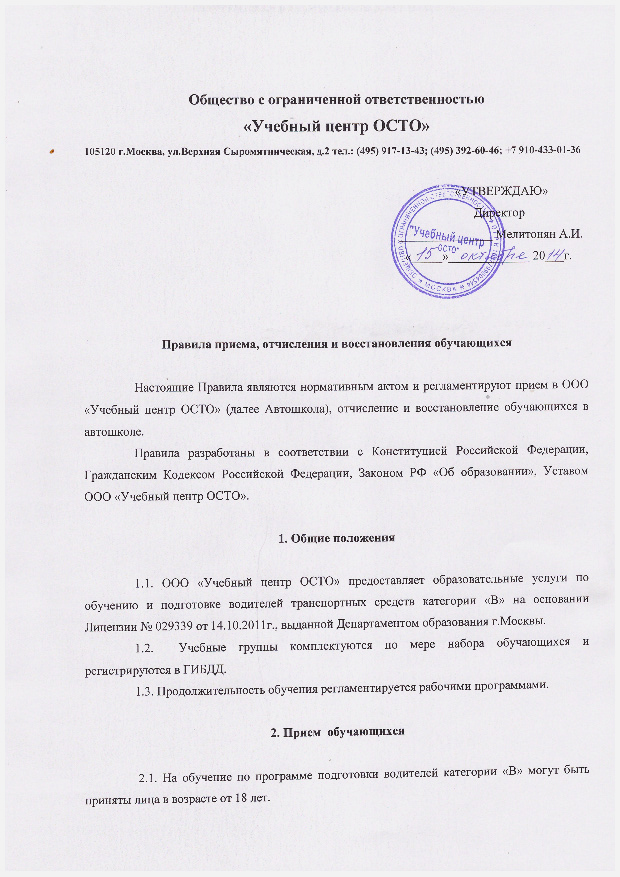 Общество с ограниченной ответственностью
«Учебный центр ОСТО»
105120 г.Москва, ул.Верхняя Сыромятническая, д.2 тел.: (495) 917-13-43; (495) 392-60-46; +7 910-433-01-36
«УТВЕРЖДАЮ»
Директор
Мелитонян А.И.
"Учебный центр
ОСТО"
« 15 » октября 2014г.
МОСКВА
Правила приема, отчисления и восстановления обучающихся
Настоящие Правила являются нормативным актом и регламентируют прием в ООО
«Учебный центр ОСТО» (далее Автошкола), отчисление и восстановление обучающихся в
автошколе.
Правила разработаны в соответствии с Конституцией Российской Федерации,
Гражданским Кодексом Российской Федерации, Законом РФ «Об образовании», Уставом
ООО «Учебный центр ОСТО».
1. Общие положения
1.1. ООО «Учебный центр ОСТО» предоставляет образовательные услуги по
обучению и подготовке водителей транспортных средств категории «В» на основании
Лицензии № 029339 от 14.10.2011г., выданной Департаментом образования г.Москвы.
1.2. Учебные группы комплектуются по мере набора обучающихся и
регистрируются в ГИБДД.
1.3. Продолжительность обучения регламентируется рабочими программами.
2. Прием обучающихся
2.1. На обучение по программе подготовки водителей категории «В» могут быть
приняты лица в возрасте от 18 лет.